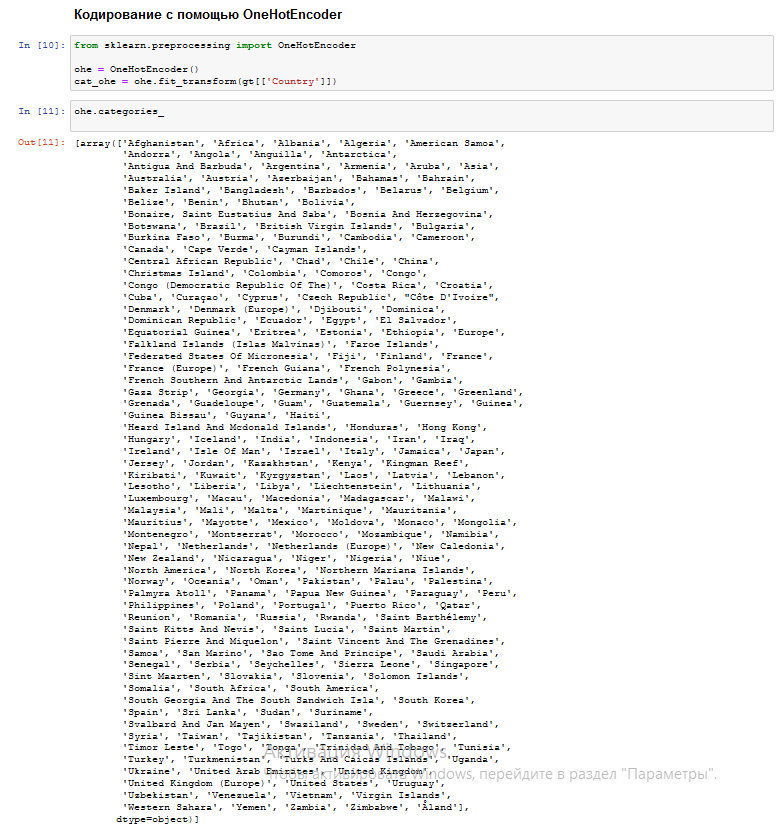 Кодирование с помощью OneHotEncoder
In [10]: from sklearn.preprocessing import OneHotEncoder
ohe = OneHotEncoder()
cat_ohe = ohe.fit_transform(gt[['Country']])
In [11]: ohe.categories_
Out[11]: [array(['Afghanistan', 'Africa', 'Albania', 'Algeria', 'American Samoa',
'Andorra', 'Angola', 'Anguilla', 'Antarctica',
'Antigua And Barbuda', 'Argentina', 'Armenia', 'Aruba', 'Asia',
'Australia', 'Austria', 'Azerbaijan', 'Bahamas', 'Bahrain',
'Baker Island', 'Bangladesh', 'Barbados', 'Belarus', 'Belgium',
'Belize', 'Benin', 'Bhutan', 'Bolivia',
'Bonaire, Saint Eustatius And Saba', 'Bosnia And Herzegovina',
'Botswana', 'Brazil', 'British Virgin Islands', 'Bulgaria',
'Burkina Faso', 'Burma', 'Burundi', 'Cambodia', 'Cameroon',
'Canada', 'Cape Verde', 'Cayman Islands',
'Central African Republic', 'Chad', 'Chile', 'China',
'Christmas Island', 'Colombia', 'Comoros', 'Congo',
'Congo (Democratic Republic Of The)', 'Costa Rica', 'Croatia',
'Cuba', 'Curaçao', 'Cyprus', 'Czech Republic', "Côte D'Ivoire",
'Denmark', 'Denmark (Europe)', 'Djibouti', 'Dominica',
'Dominican Republic', 'Ecuador', 'Egypt', 'El Salvador',
'Equatorial Guinea', 'Eritrea', 'Estonia', 'Ethiopia', 'Europe',
'Falkland Islands (Islas Malvinas)', 'Faroe Islands',
'Federated States Of Micronesia', 'Fiji', 'Finland', 'France',
'France (Europe)', 'French Guiana', 'French Polynesia',
'French Southern And Antarctic Lands', 'Gabon', 'Gambia',
'Gaza Strip', 'Georgia', 'Germany', 'Ghana', 'Greece', 'Greenland',
'Grenada', 'Guadeloupe', 'Guam', 'Guatemala', 'Guernsey', 'Guinea',
'Guinea Bissau', 'Guyana', 'Haiti',
'Heard Island And Mcdonald Islands', 'Honduras', 'Hong Kong',
'Hungary', 'Iceland', 'India', 'Indonesia', 'Iran', 'Iraq',
'Ireland', 'Isle Of Man', 'Israel', 'Italy', 'Jamaica', 'Japan',
'Jersey', 'Jordan', 'Kazakhstan', 'Kenya', 'Kingman Reef',
'Kiribati', 'Kuwait', 'Kyrgyzstan', 'Laos', 'Latvia', 'Lebanon',
'Lesotho', 'Liberia', 'Libya', 'Liechtenstein', 'Lithuania',
'Luxembourg', 'Macau', 'Macedonia', 'Madagascar', 'Malawi',
'Malaysia', 'Mali', 'Malta', 'Martinique', 'Mauritania',
'Mauritius', 'Mayotte', 'Mexico', 'Moldova', 'Monaco', 'Mongolia',
'Montenegro', 'Montserrat', 'Morocco', 'Mozambique', 'Namibia',
'Nepal', 'Netherlands', 'Netherlands (Europe)', 'New Caledonia',
'New Zealand', 'Nicaragua', 'Niger', 'Nigeria', 'Niue',
'North America', 'North Korea', 'Northern Mariana Islands',
'Norway', 'Oceania', 'Oman', 'Pakistan', 'Palau', 'Palestina',
'Palmyra Atoll', 'Panama', 'Papua New Guinea', 'Paraguay', 'Peru',
'Philippines', 'Poland', 'Portugal', 'Puerto Rico', 'Qatar',
'Reunion', 'Romania', 'Russia', 'Rwanda', 'Saint Barthélemy',
'Saint Kitts And Nevis', 'Saint Lucia', 'Saint Martin',
'Saint Pierre And Miquelon', 'Saint Vincent And The Grenadines',
'Samoa', 'San Marino', 'Sao Tome And Principe', 'Saudi Arabia',
'Senegal', 'Serbia', 'Seychelles', 'Sierra Leone', 'Singapore',
'Sint Maarten', 'Slovakia', 'Slovenia', 'Solomon Islands',
'Somalia', 'South Africa', 'South America',
'South Georgia And The South Sandwich Isla', 'South Korea',
'Spain', 'Sri Lanka', 'Sudan', 'Suriname',
'Svalbard And Jan Mayen', 'Swaziland', 'Sweden', 'Switzerland',
'Syria', 'Taiwan', 'Tajikistan', 'Tanzania', 'Thailand',
'Timor Leste', 'Togo', 'Tonga', 'Trinidad And Tobago', 'Tunisia',
Активация Windows
'Turkey', 'Turkmenistan', 'Turks And Caicos Islands', 'Uganda',
'Ukraine', 'United Arab Emirates', 'United Kingdom',
Чтобы активировать Windows, перейдите в раздел "Параметры".
'United Kingdom (Europe)', 'United States', 'Uruguay',
'Uzbekistan', 'Venezuela', 'Vietnam', 'Virgin Islands',
'Western Sahara', 'Yemen', 'Zambia', 'Zimbabwe', 'Åland'],
dtype=object)]